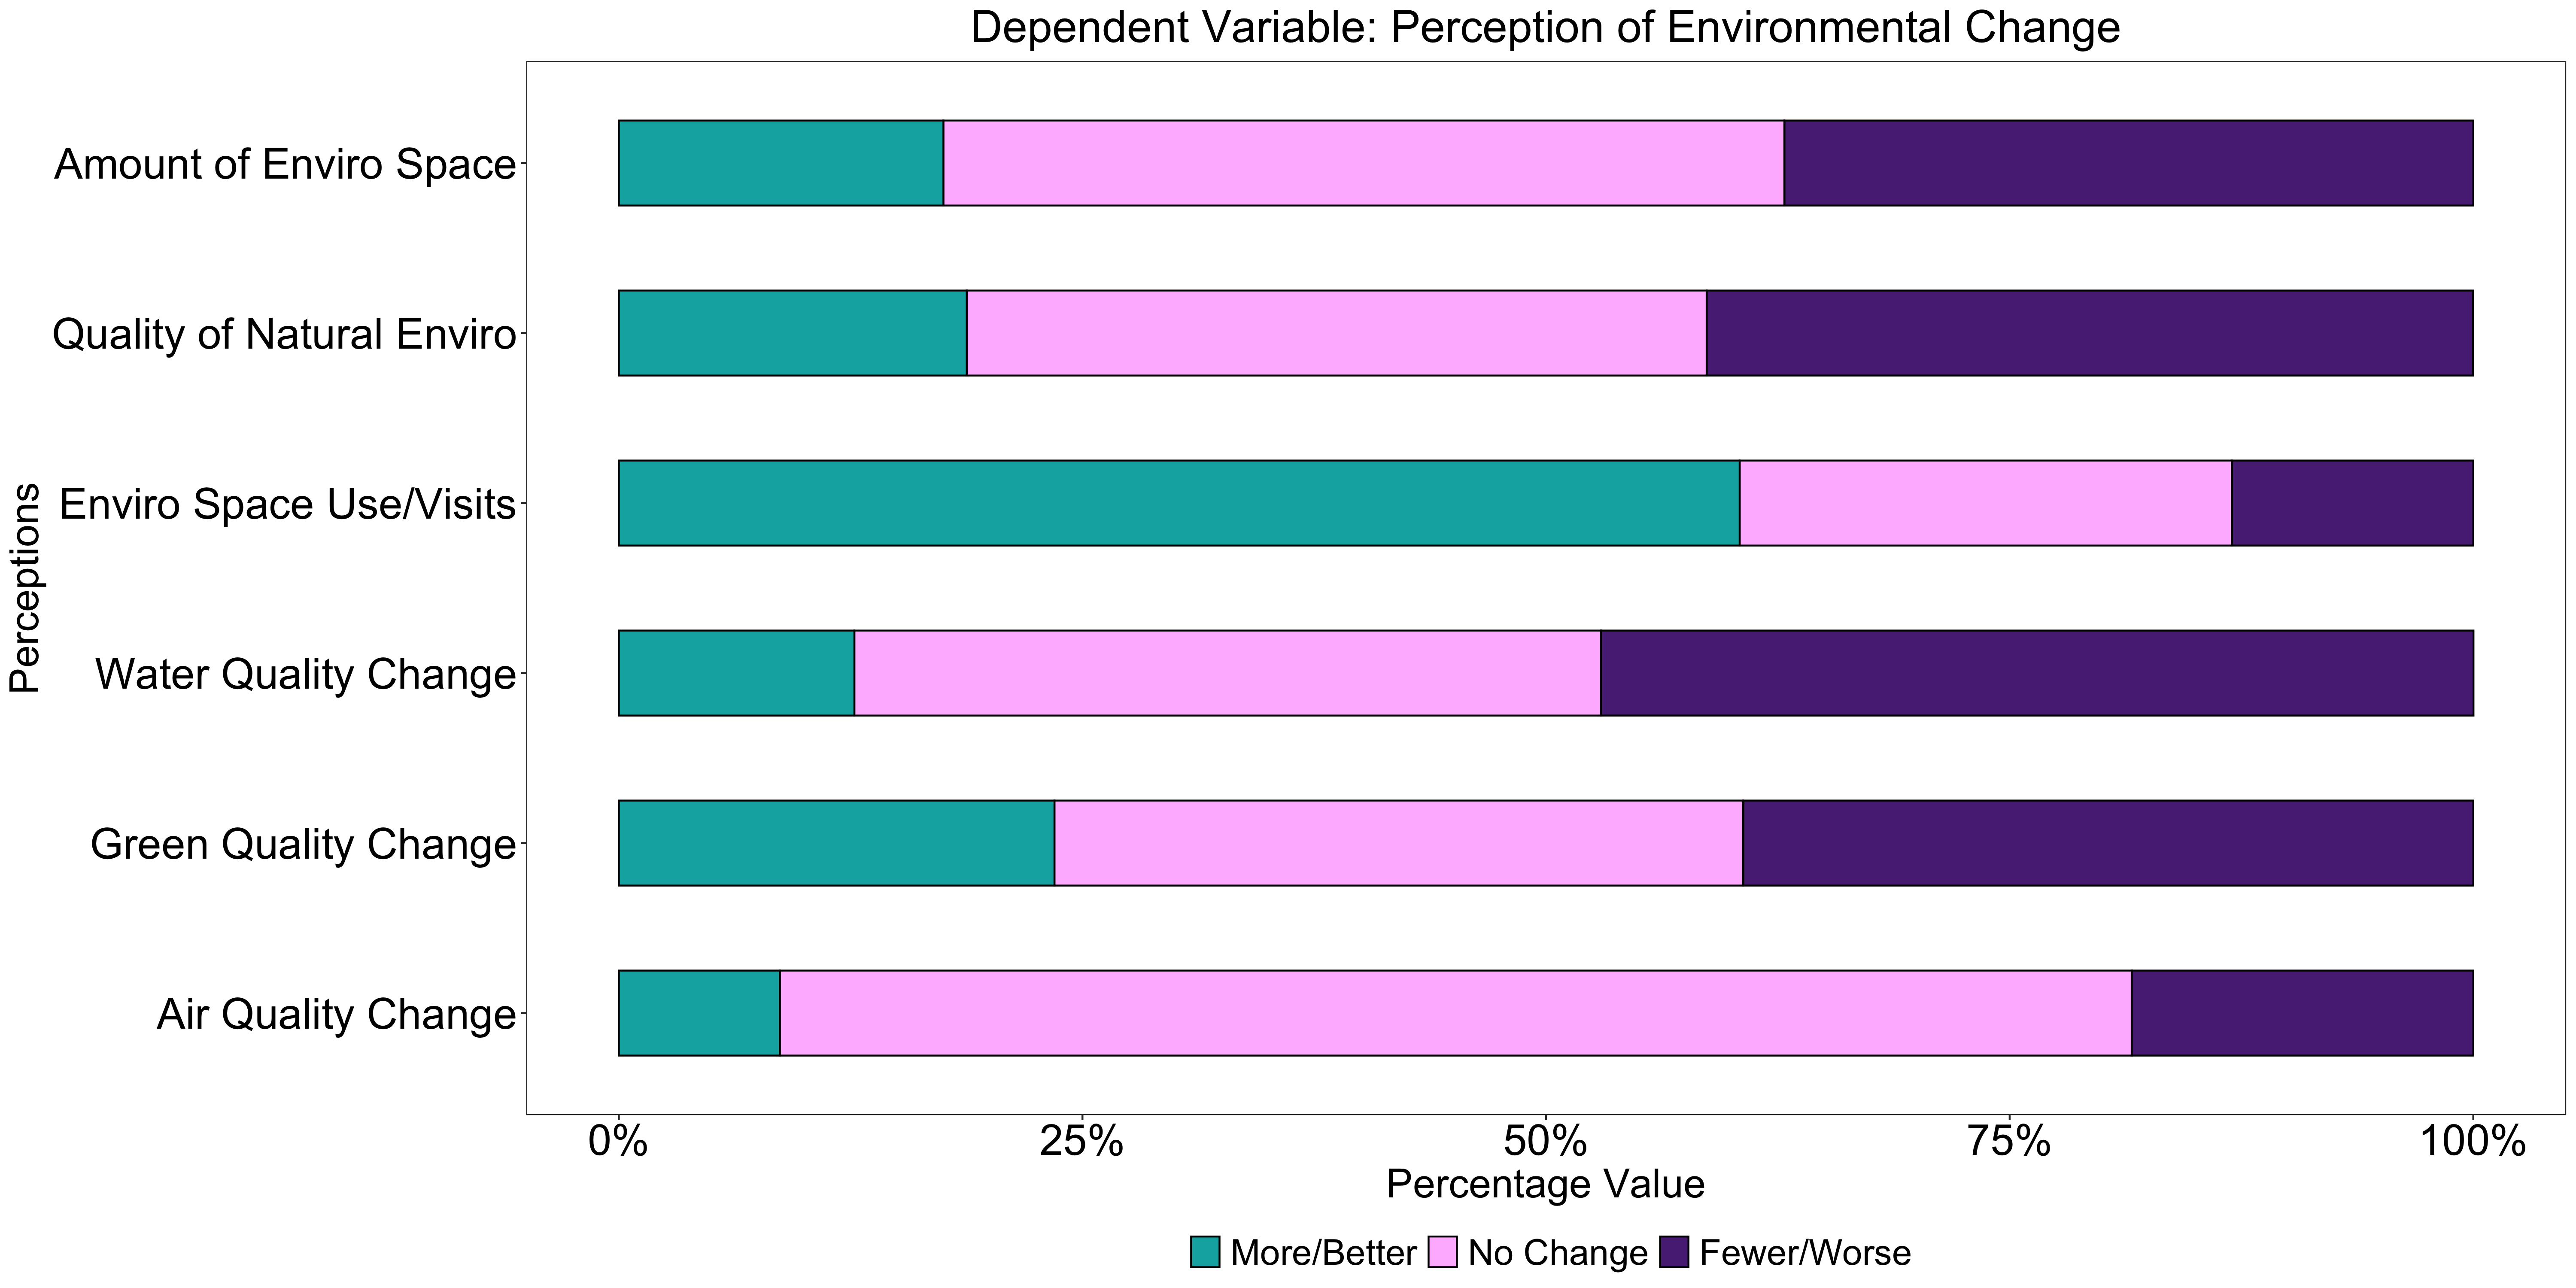 Dependent Variable: Perception of Environmental Change
Perceptions
Amount of Enviro Space
Quality of Natural Enviro
Enviro Space Use/Visits
Water Quality Change
Green Quality Change
Air Quality Change
0% 25% 50% 75% 100%
Percentage Value
More/Better No Change Fewer/Worse